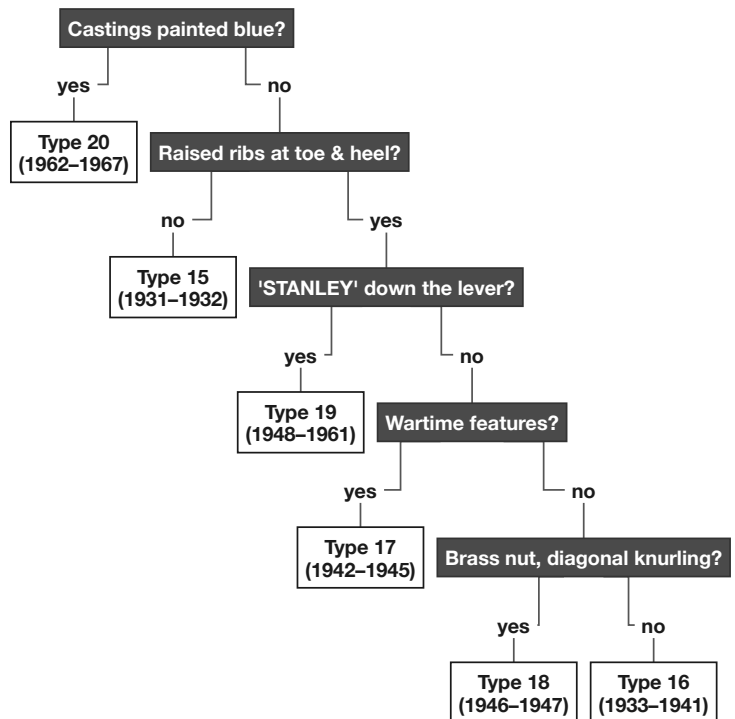 Castings painted blue?
yes
no
Type 20
(1962–1967)
Raised ribs at toe & heel?
no
yes
Type 15
(1931–1932)
'STANLEY' down the lever?
yes
no
Type 19
(1948–1961)
Wartime features?
yes
no
Type 17
(1942–1945)
Brass nut, diagonal knurling?
yes
no
Type 18
(1946–1947)
Type 16
(1933–1941)